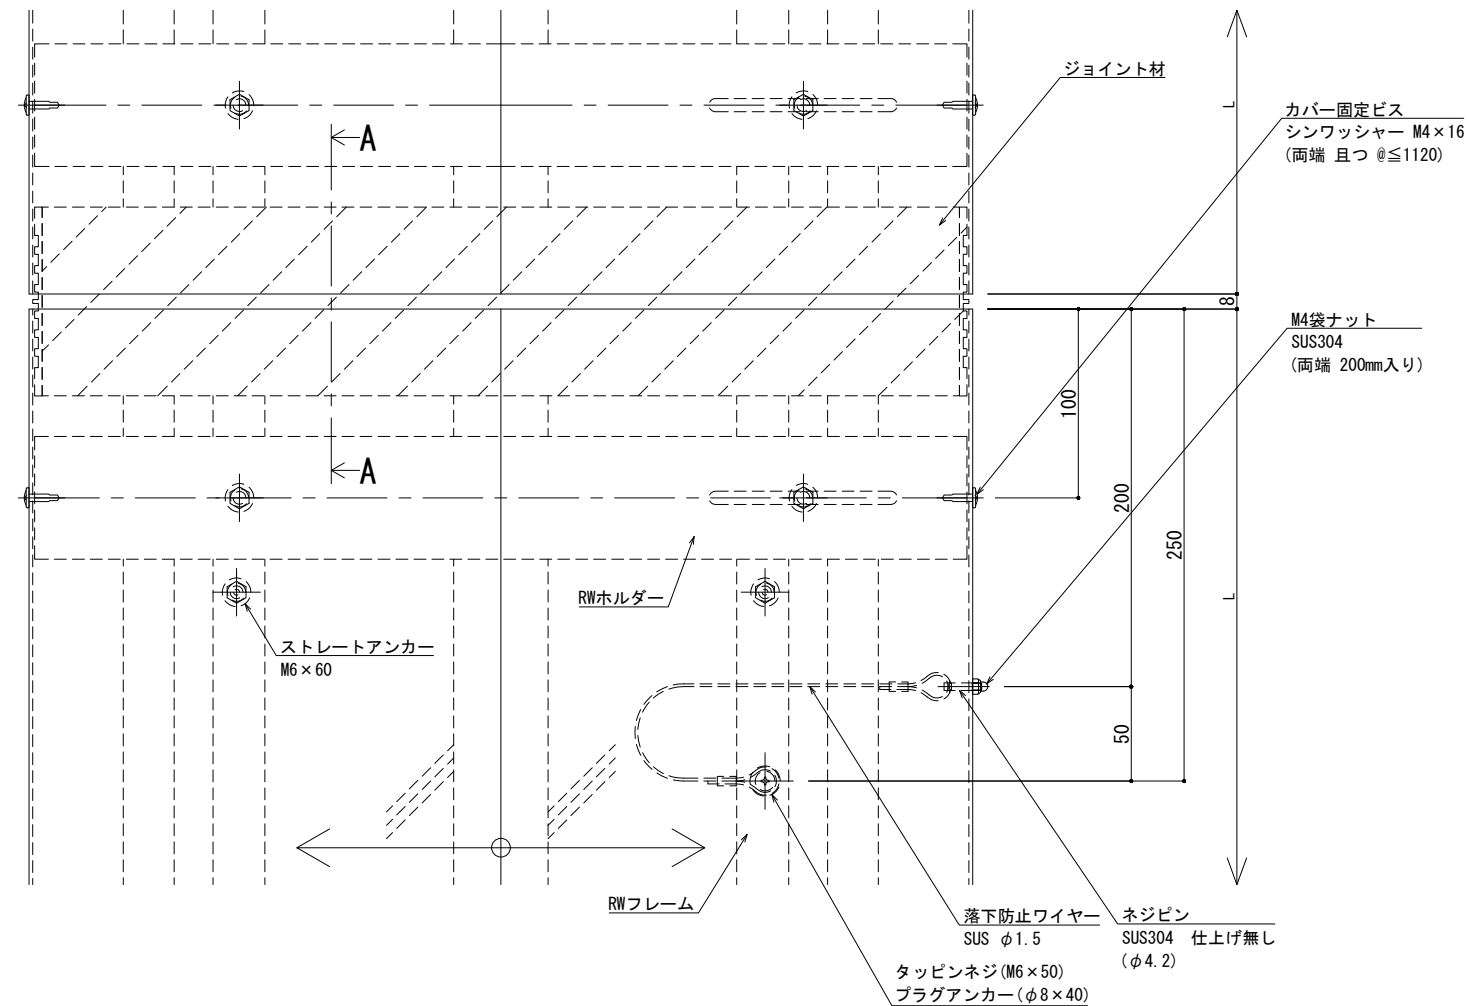 ジョイント材
L
カバー固定ビス
シンワッシャー M4×16
(両端 且つ @≦1120)
A
8
M4袋ナット
SUS304
(両端 200mm入り)
100
A
200
250
RWホルダー
L
ストレートアンカー
M6×60
50
RWフレーム
落下防止ワイヤー
SUS φ1.5
ネジピン
SUS304 仕上げ無し
(φ4.2)
タッピンネジ(M6×50)
プラグアンカー(φ8×40)